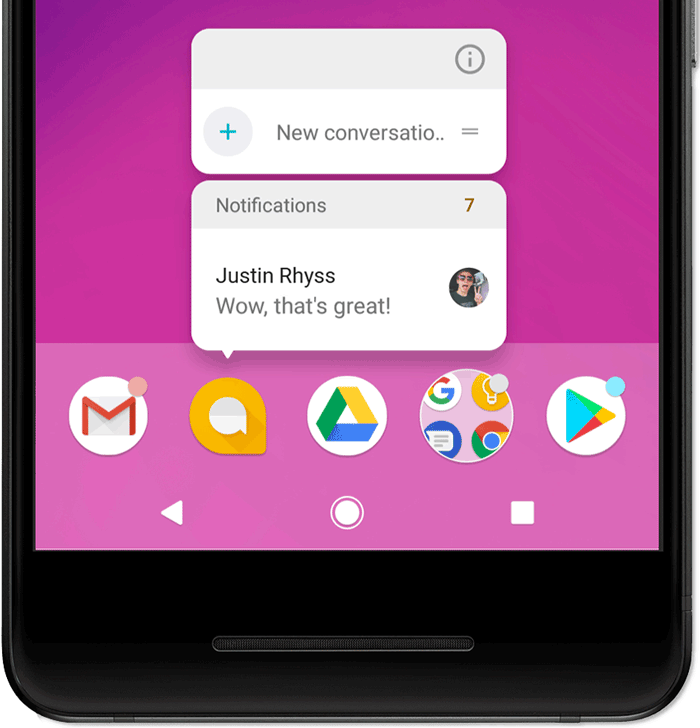 New conversatio..
Notifications
7
Justin Rhyss
Wow, that's great!